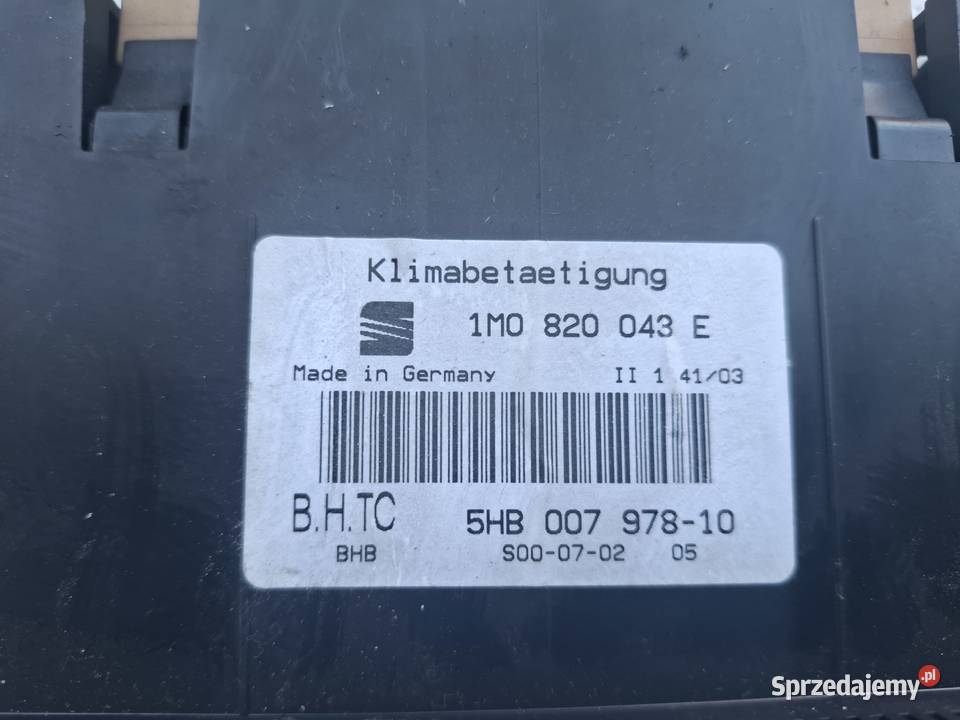 Klimabetaetigung
1M0 820 043 E
Made in Germany II 1 41/03
B.H.TC 5HB 007 978-10
BHB S00-07-02 05
Sprzedajemy.pl